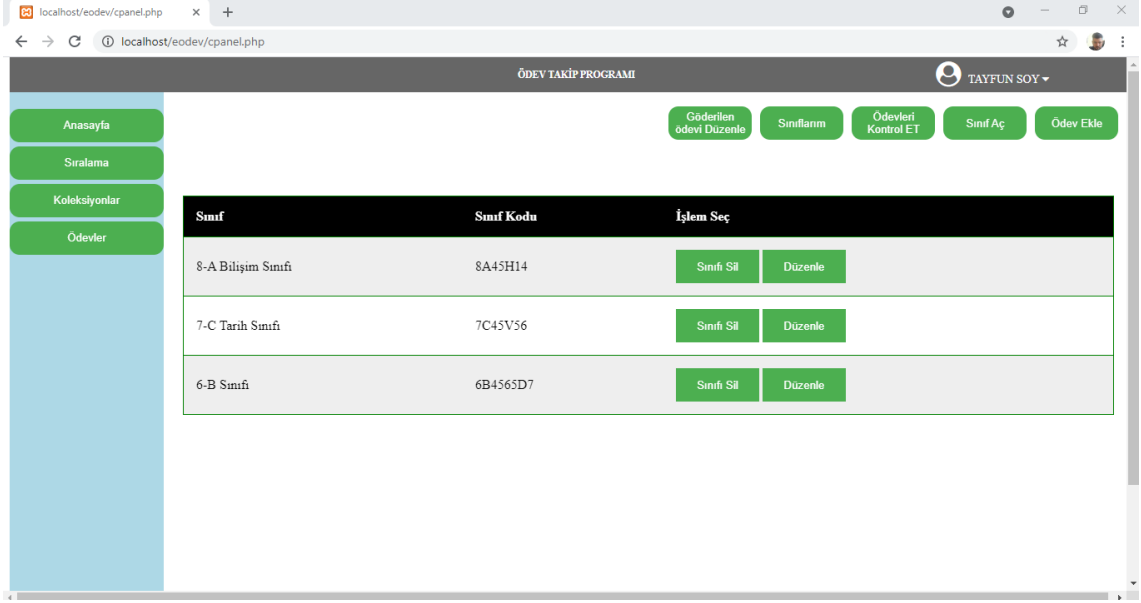 localhost/eodev/cpanel.php
localhost/eodev/cpanel.php
ÖDEV TAKİP PROGRAMI
TAYFUN SOY
Anasayfa
Sıralama
Koleksiyonlar
Ödevler
Göderilen
ödevi Düzenle
Sınıflarım
Ödevleri
Kontrol ET
Sınıf Aç
Ödev Ekle
Sınıf Sınıf Kodu İşlem Seç
8-A Bilişim Sınıfı 8A45H14 Sınıfı Sil Düzenle
7-C Tarih Sınıfı 7C45V56 Sınıfı Sil Düzenle
6-B Sınıfı 6B4565D7 Sınıfı Sil Düzenle